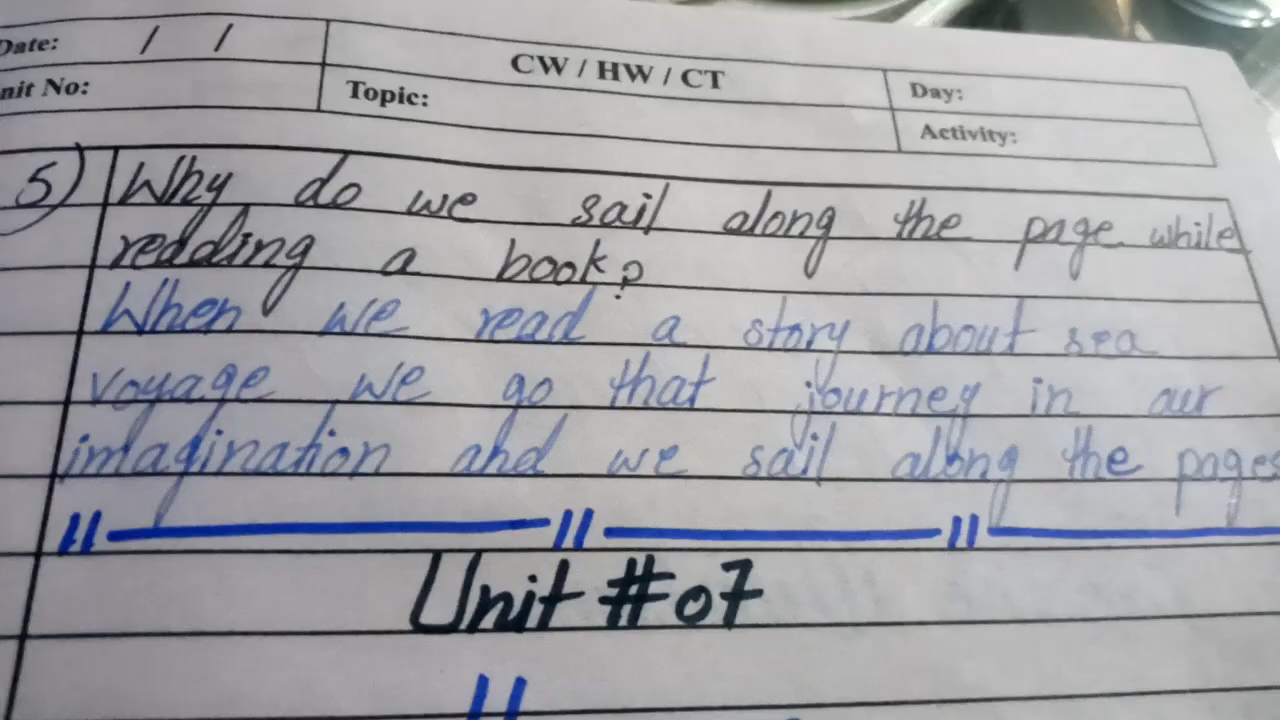 Date: / /
CW / HW / CT
Day:
nit No:
Topic:
Activity:
5) Why do we sail along the page while
redding a book?
When we read a story about sea
voyage we go that journey in our
imagination and we sail along the pages
Unit #07